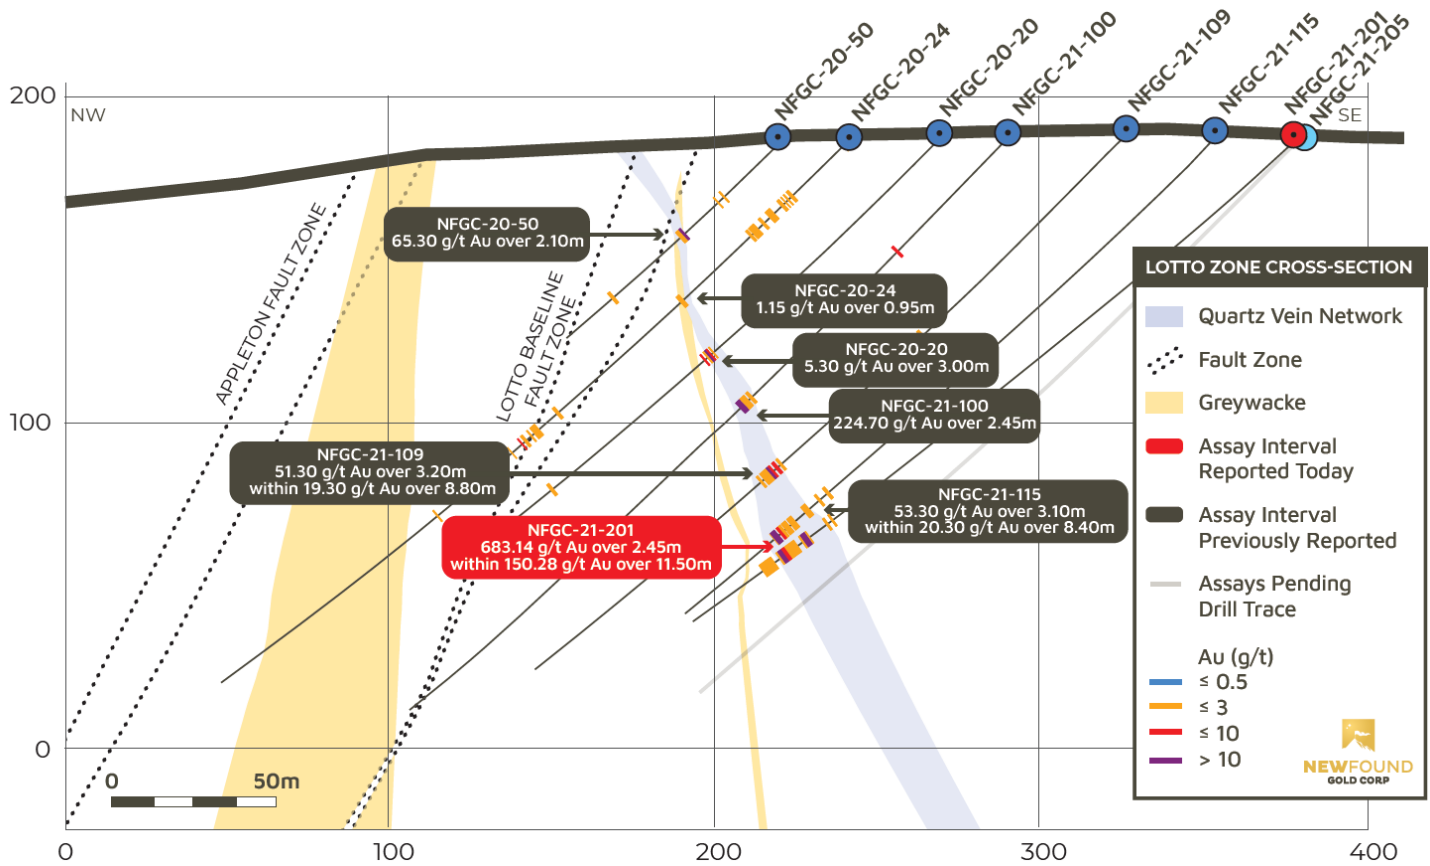 NFGC-20-50
NFGC-20-24
NFGC-20-20
NFGC-21-100
NFGC-21-109
NFGC-21-115
NFGC-21-201
NFGC-21-205
200
NW
SE
APPLETON FAULT ZONE
LOTTO BASELINE
FAULT ZONE
NFGC-20-50
65.30 g/t Au over 2.10m
NFGC-20-24
1.15 g/t Au over 0.95m
NFGC-20-20
5.30 g/t Au over 3.00m
NFGC-21-100
224.70 g/t Au over 2.45m
100
NFGC-21-109
51.30 g/t Au over 3.20m
within 19.30 g/t Au over 8.80m
NFGC-21-115
53.30 g/t Au over 3.10m
within 20.30 g/t Au over 8.40m
NFGC-21-201
683.14 g/t Au over 2.45m
within 150.28 g/t Au over 11.50m
0
0 50m
0 100 200 300 400
LOTTO ZONE CROSS-SECTION
Quartz Vein Network
Fault Zone
Greywacke
Assay Interval
Reported Today
Assay Interval
Previously Reported
Assays Pending
Drill Trace
Au (g/t)
≤ 0.5
≤ 3
≤ 10
> 10
NEWFOUND
GOLD CORP